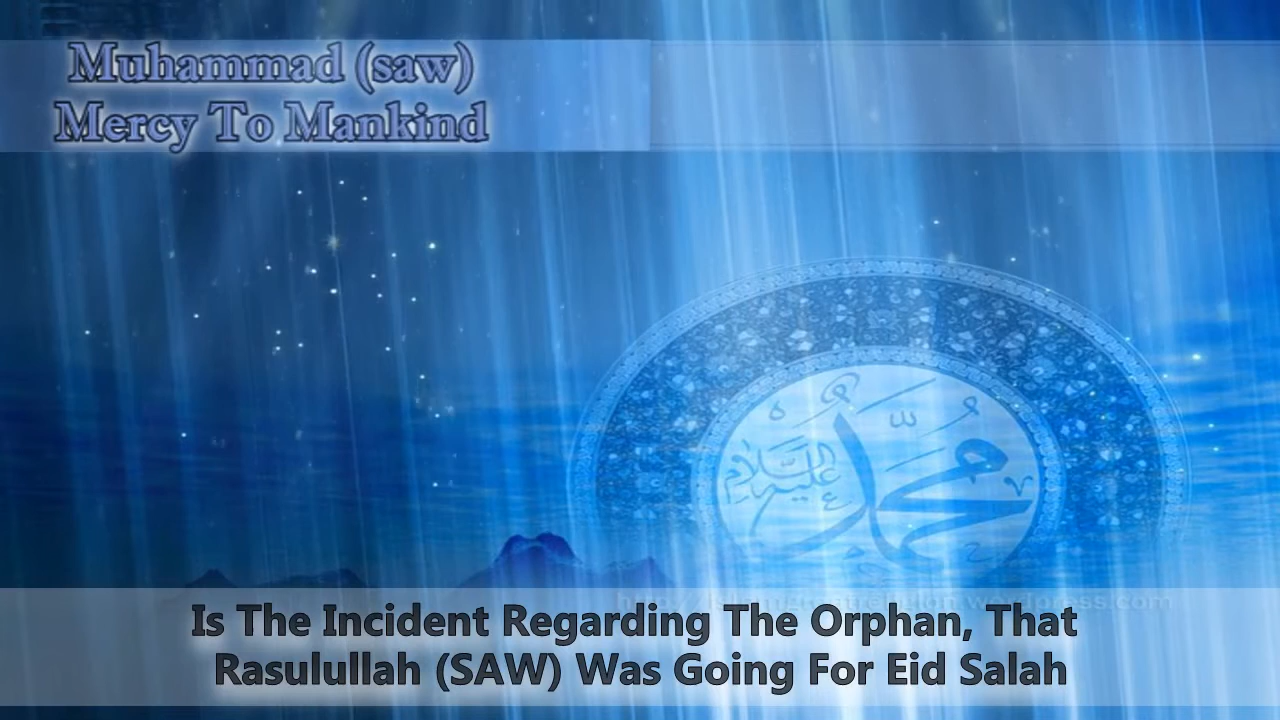 Muhammad (saw)
Mercy To Mankind
محمد
عليه السلام
Is The Incident Regarding The Orphan, That
Rasulullah (SAW) Was Going For Eid Salah